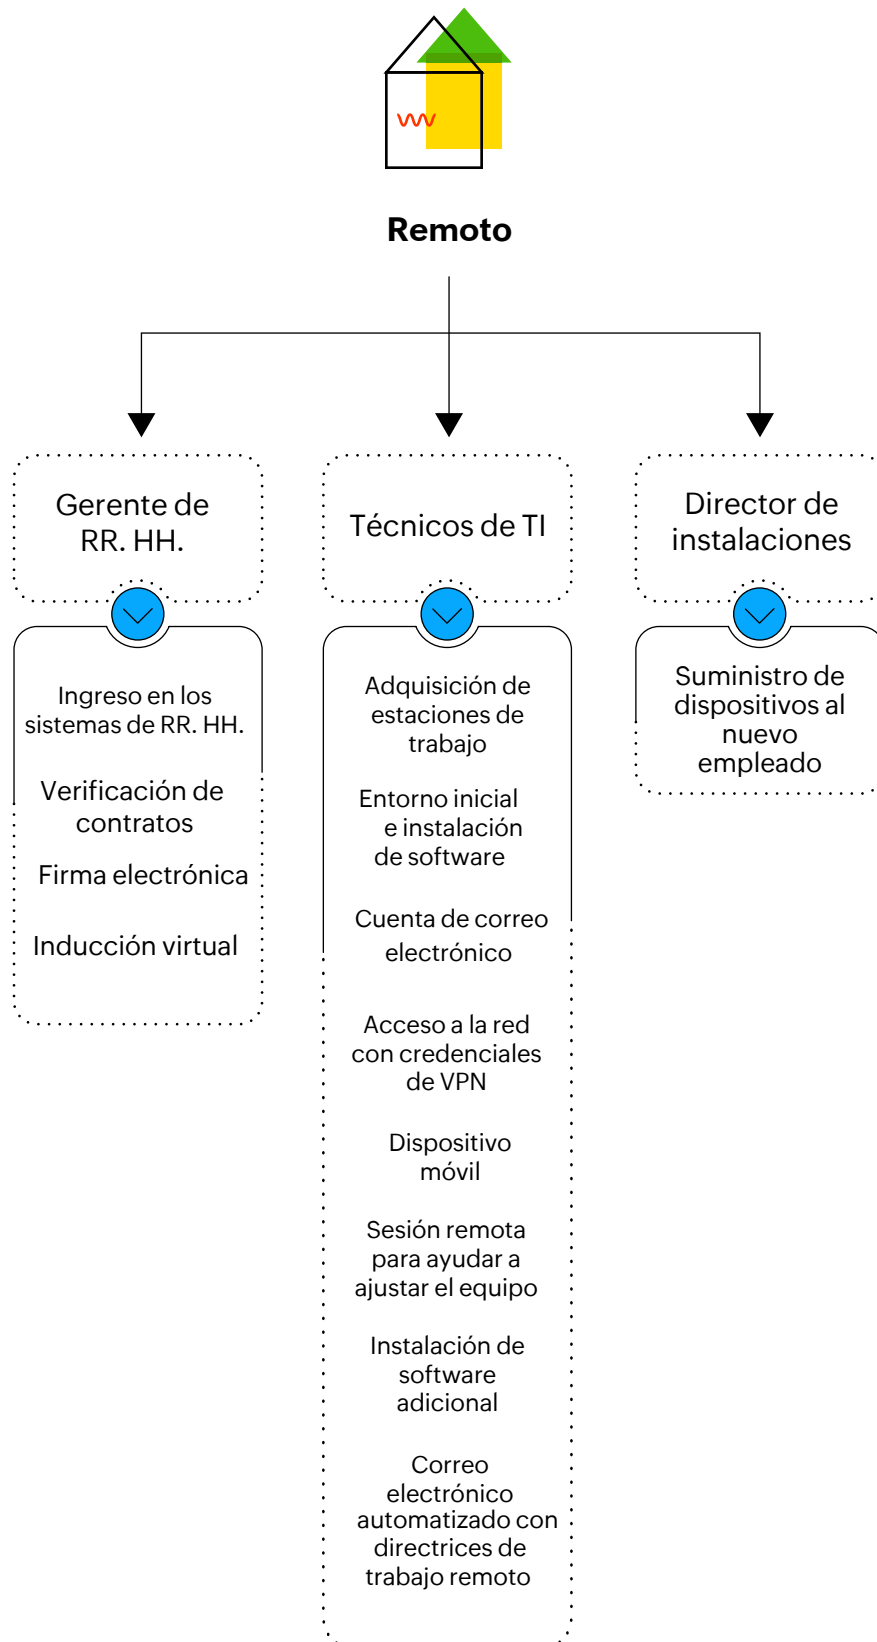 Remoto
Gerente de
RR. HH.
Ingreso en los
sistemas de RR. HH.
Verificación de
contratos
Firma electrónica
Inducción virtual
Técnicos de TI
Adquisición de
estaciones de
trabajo
Entorno inicial
e instalación
de software
Cuenta de correo
electrónico
Acceso a la red
con credenciales
de VPN
Dispositivo
móvil
Sesión remota
para ayudar a
ajustar el equipo
Instalación de
software
adicional
Correo
electrónico
automatizado con
directrices de
trabajo remoto
Director de
instalaciones
Suministro de
dispositivos al
nuevo
empleado